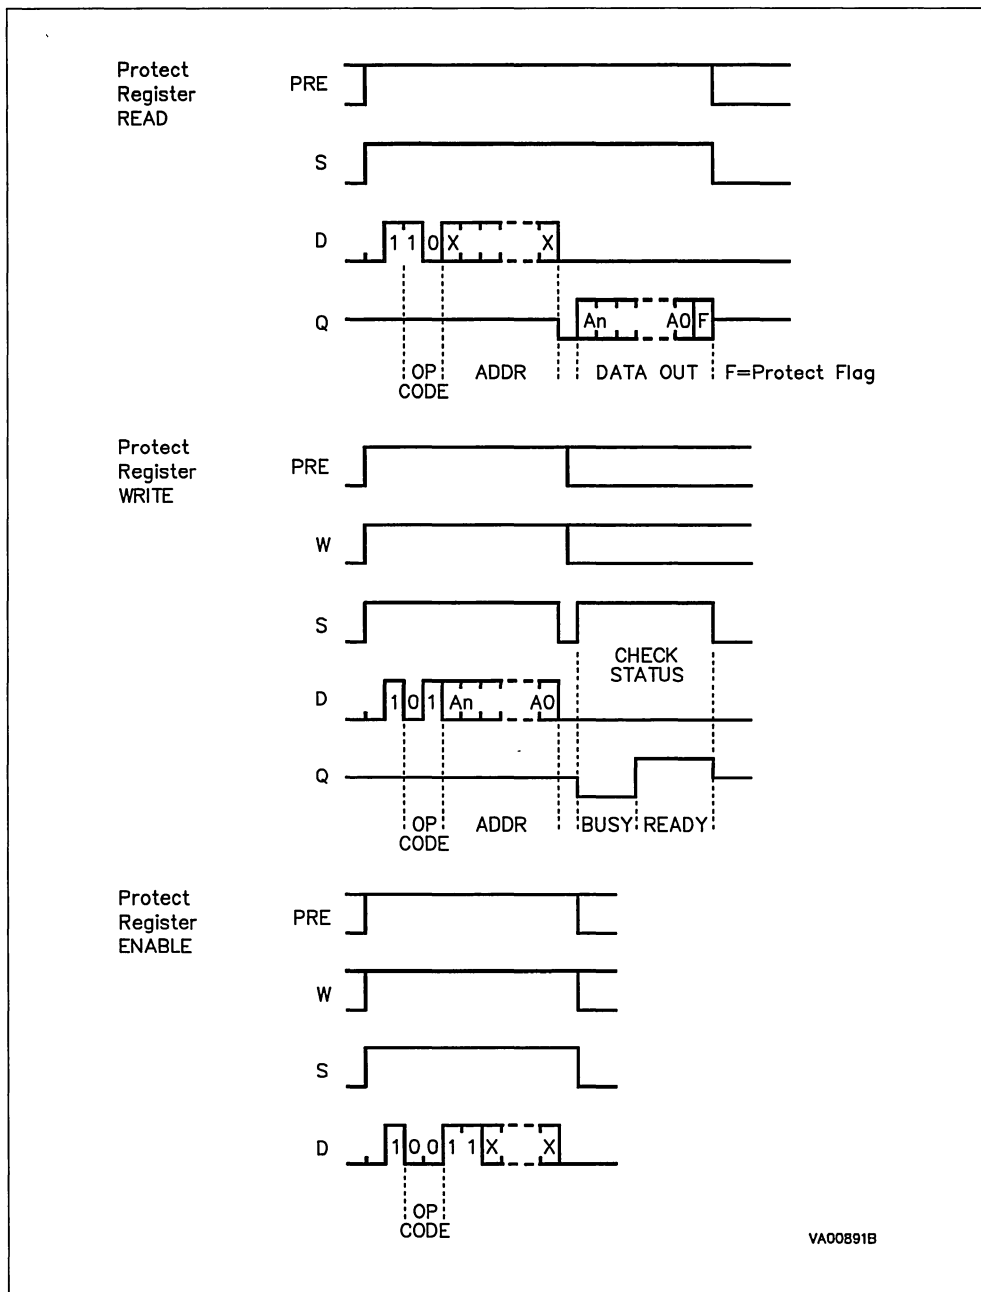 Protect
Register
READ
PRE
S
D 1 1 0 X X
Q An A0 F
OP
CODE
ADDR
DATA OUT
F=Protect Flag
Protect
Register
WRITE
PRE
W
S
CHECK
STATUS
D 1 0 1 An A0
Q
OP
CODE
ADDR
BUSY
READY
Protect
Register
ENABLE
PRE
W
S
D 1 0 0 1 1 X X
OP
CODE
VA00891B